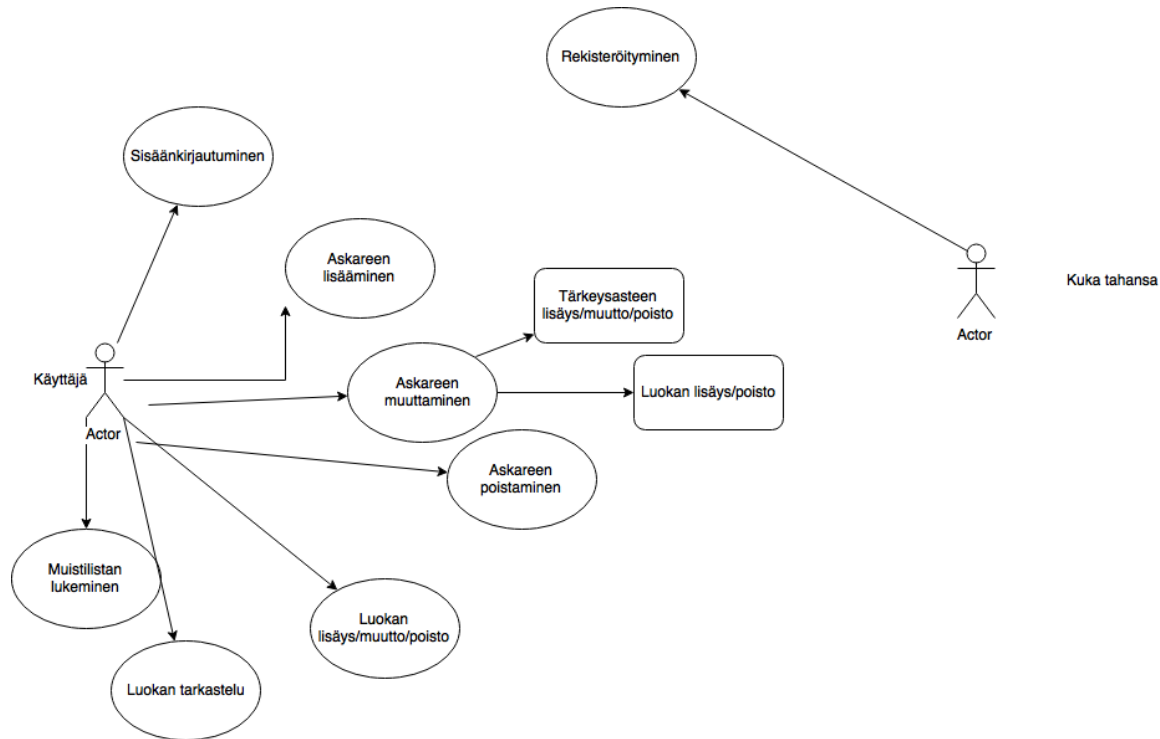 Rekisteröityminen
Sisäänkirjautuminen
Askareen
lisääminen
Tärkeysasteen
lisäys/muutto/poisto
Kuka tahansa
Actor
Käyttäjä
Askareen
muuttaminen
Luokan lisäys/poisto
Actor
Askareen
poistaminen
Muistilistan
lukeminen
Luokan
lisäys/muutto/poisto
Luokan tarkastelu